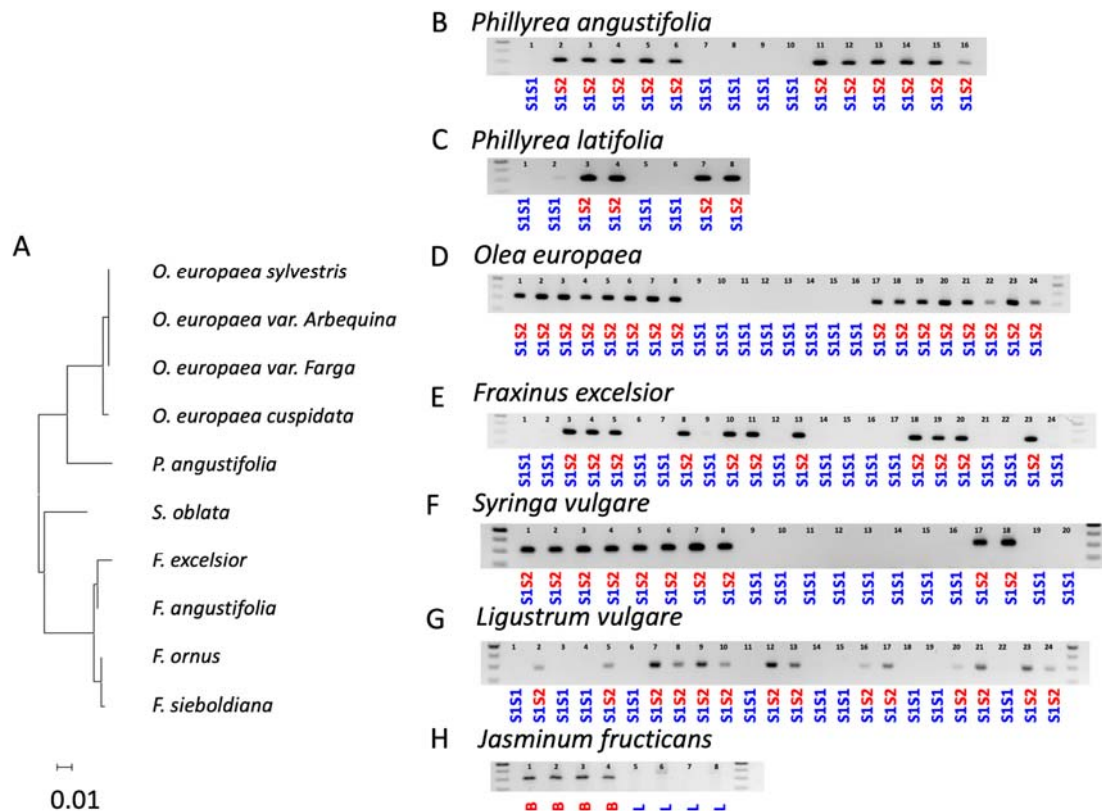 A
O. europaea sylvestris
O. europaea var. Arbequina
O. europaea var. Farga
O. europaea cuspidata
P. angustifolia
S. oblata
F. excelsior
F. angustifolia
F. ornus
F. sieboldiana
0.01
B Phillyrea angustifolia
1 2 3 4 5 6 7 8 9 10 11 12 13 14 15 16
S1S1 S1S2 S1S2 S1S2 S1S2 S1S2 S1S1 S1S1 S1S1 S1S1 S1S2 S1S2 S1S2 S1S2 S1S2 S1S2
C Phillyrea latifolia
1 2 3 4 5 6 7 8
S1S1 S1S1 S1S2 S1S2 S1S1 S1S1 S1S2 S1S2
D Olea europaea
1 2 3 4 5 6 7 8 9 10 11 12 13 14 15 16 17 18 19 20 21 22 23 24
S1S2 S1S2 S1S2 S1S2 S1S2 S1S2 S1S2 S1S2 S1S1 S1S1 S1S1 S1S1 S1S1 S1S1 S1S1 S1S1 S1S2 S1S2 S1S2 S1S2 S1S2 S1S2 S1S2 S1S2
E Fraxinus excelsior
1 2 3 4 5 6 7 8 9 10 11 12 13 14 15 16 17 18 19 20 21 22 23 24
S1S1 S1S1 S1S2 S1S2 S1S2 S1S1 S1S1 S1S2 S1S1 S1S2 S1S2 S1S1 S1S2 S1S1 S1S1 S1S1 S1S1 S1S2 S1S2 S1S2 S1S1 S1S1 S1S2 S1S1
F Syringa vulgare
1 2 3 4 5 6 7 8 9 10 11 12 13 14 15 16 17 18 19 20
S1S2 S1S2 S1S2 S1S2 S1S2 S1S2 S1S2 S1S2 S1S1 S1S1 S1S1 S1S1 S1S1 S1S1 S1S1 S1S1 S1S2 S1S2 S1S1 S1S1
G Ligustrum vulgare
1 2 3 4 5 6 7 8 9 10 11 12 13 14 15 16 17 18 19 20 21 22 23 24
S1S1 S1S2 S1S1 S1S1 S1S2 S1S1 S1S2 S1S2 S1S2 S1S2 S1S1 S1S2 S1S2 S1S1 S1S1 S1S2 S1S2 S1S1 S1S1 S1S2 S1S2 S1S1 S1S2 S1S2
H Jasminum fructicans
1 2 3 4 5 6 7 8
B B B B L L L L